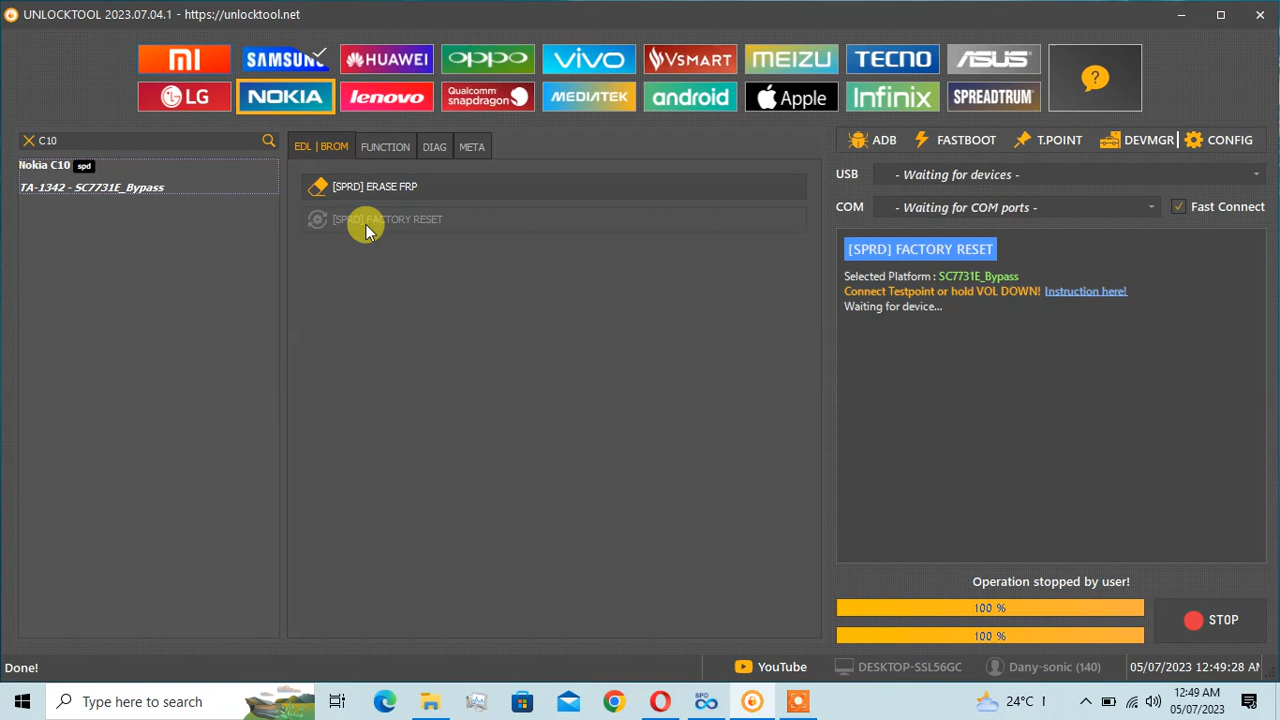 UNLOCKTOOL 2023.07.04.1 - https://unlocktool.net
MI SAMSUNG HUAWEI OPPO vivo VSMART MEIZU TECNO ASUS ?
LG NOKIA lenovo Qualcomm snapdragon MEDIATEK android Apple Infinix SPREADTRUM
C10
Nokia C10 spd
TA-1342 - SC7731E_Bypass
EDL | BROM FUNCTION DIAG META
[SPRD] ERASE FRP
[SPRD] FACTORY RESET
ADB FASTBOOT T.POINT DEVMGR CONFIG
USB - Waiting for devices -
COM - Waiting for COM ports - Fast Connect
[SPRD] FACTORY RESET
Selected Platform : SC7731E_Bypass
Connect Testpoint or hold VOL DOWN! Instruction here!
Waiting for device...
Operation stopped by user!
100 %
100 %
STOP
Done! YouTube DESKTOP-SSL56GC Dany-sonic (140) 05/07/2023 12:49:28 AM
Type here to search SPD 24°C 12:49 AM
05/07/2023